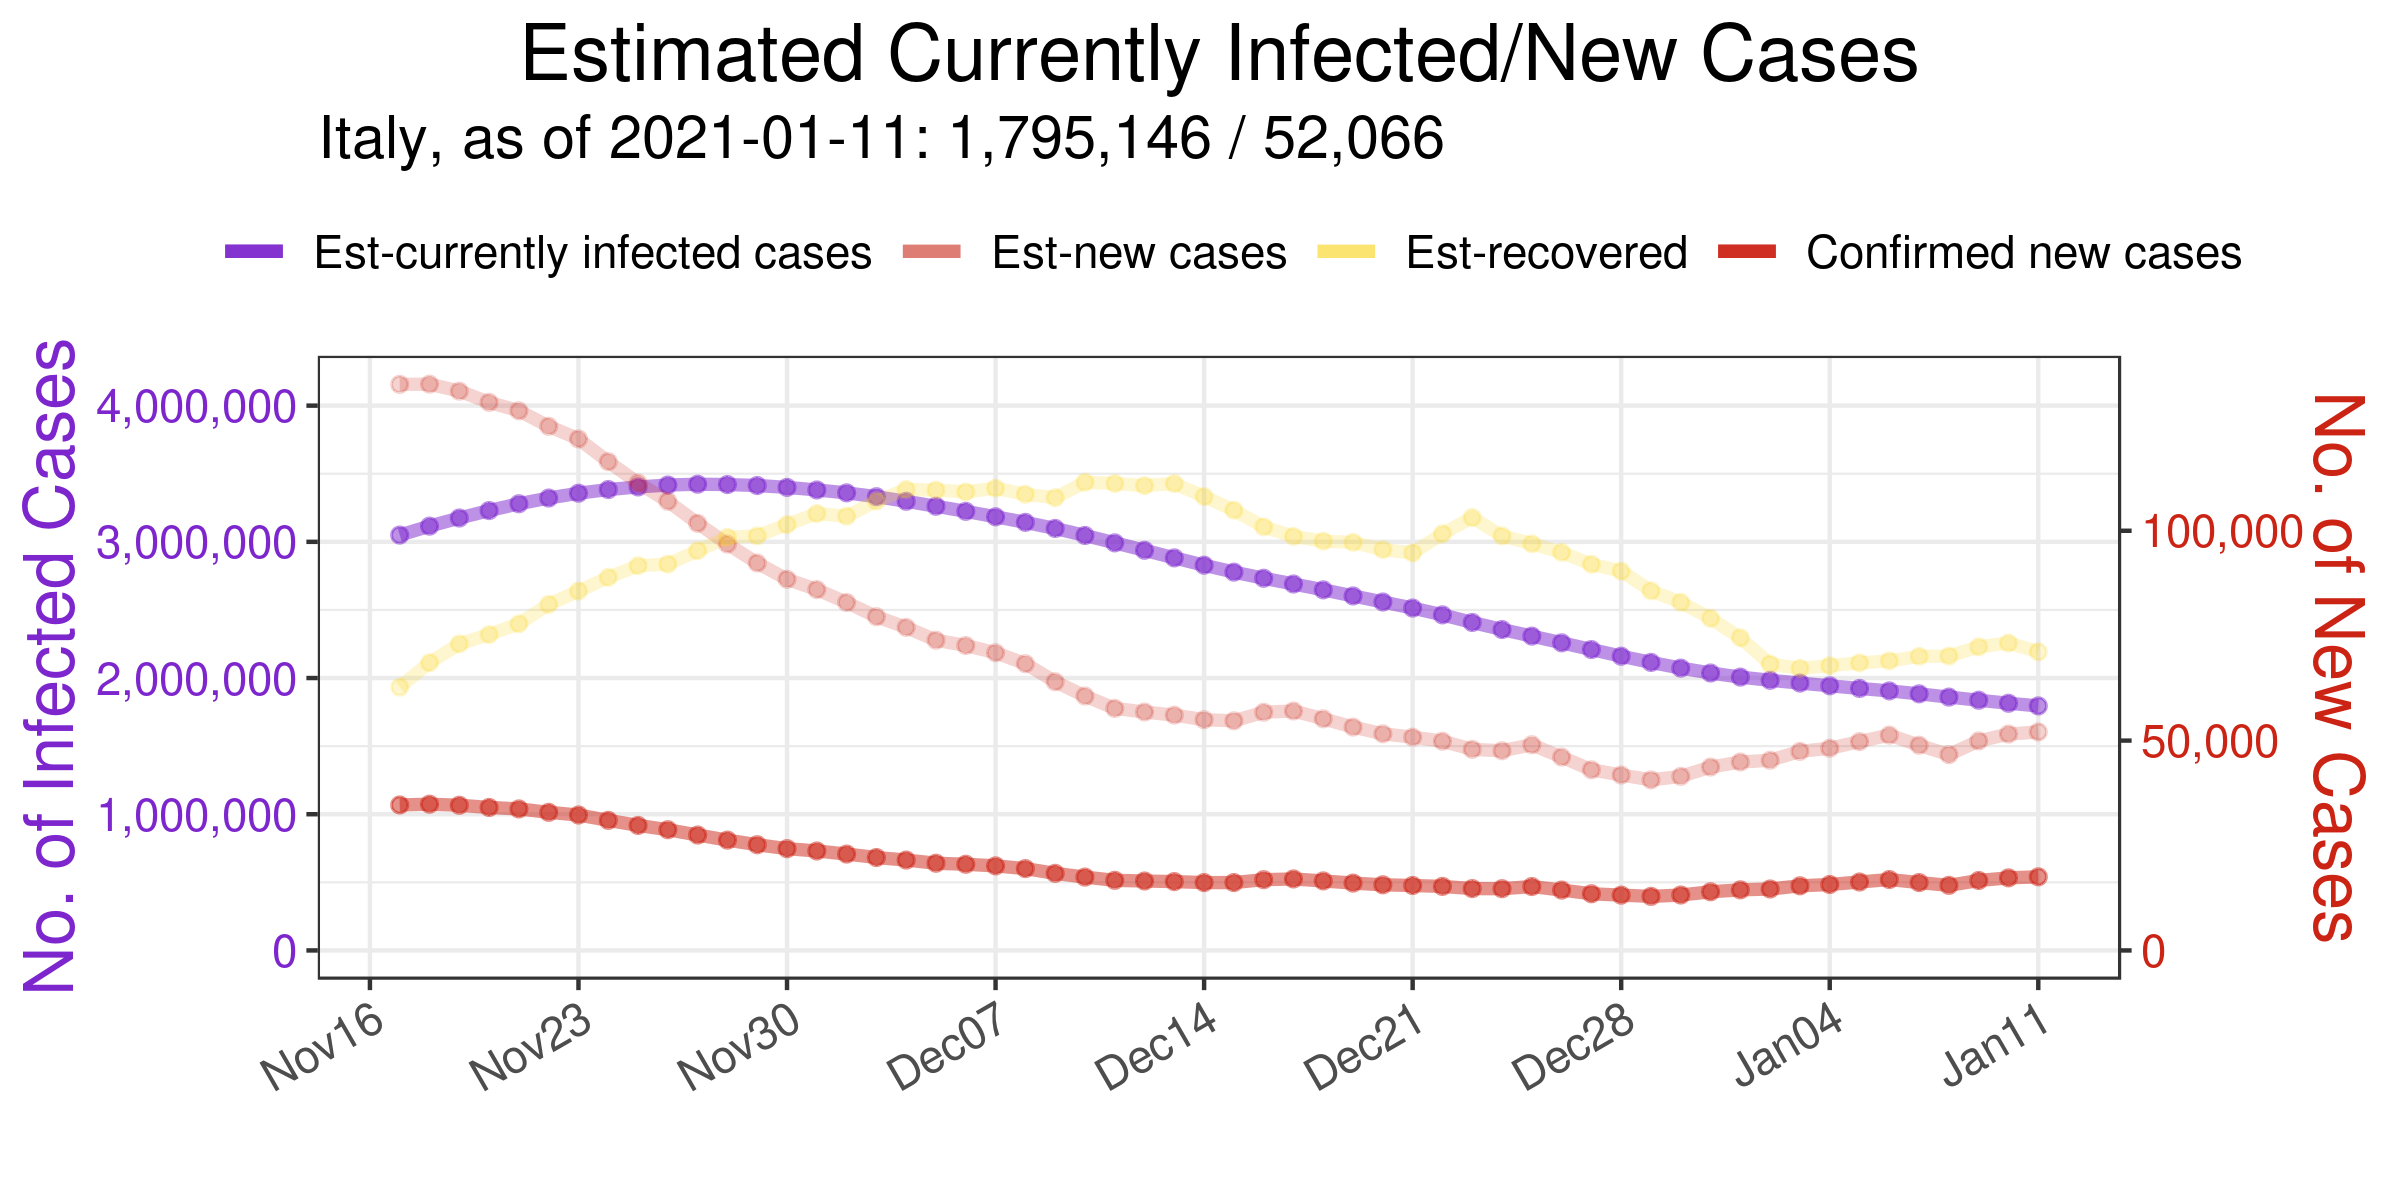 Estimated Currently Infected/New Cases
Italy, as of 2021-01-11: 1,795,146 / 52,066
Est-currently infected cases Est-new cases Est-recovered Confirmed new cases
No. of Infected Cases
4,000,000
3,000,000
2,000,000
1,000,000
0
No. of New Cases
100,000
50,000
0
Nov16 Nov23 Nov30 Dec07 Dec14 Dec21 Dec28 Jan04 Jan11